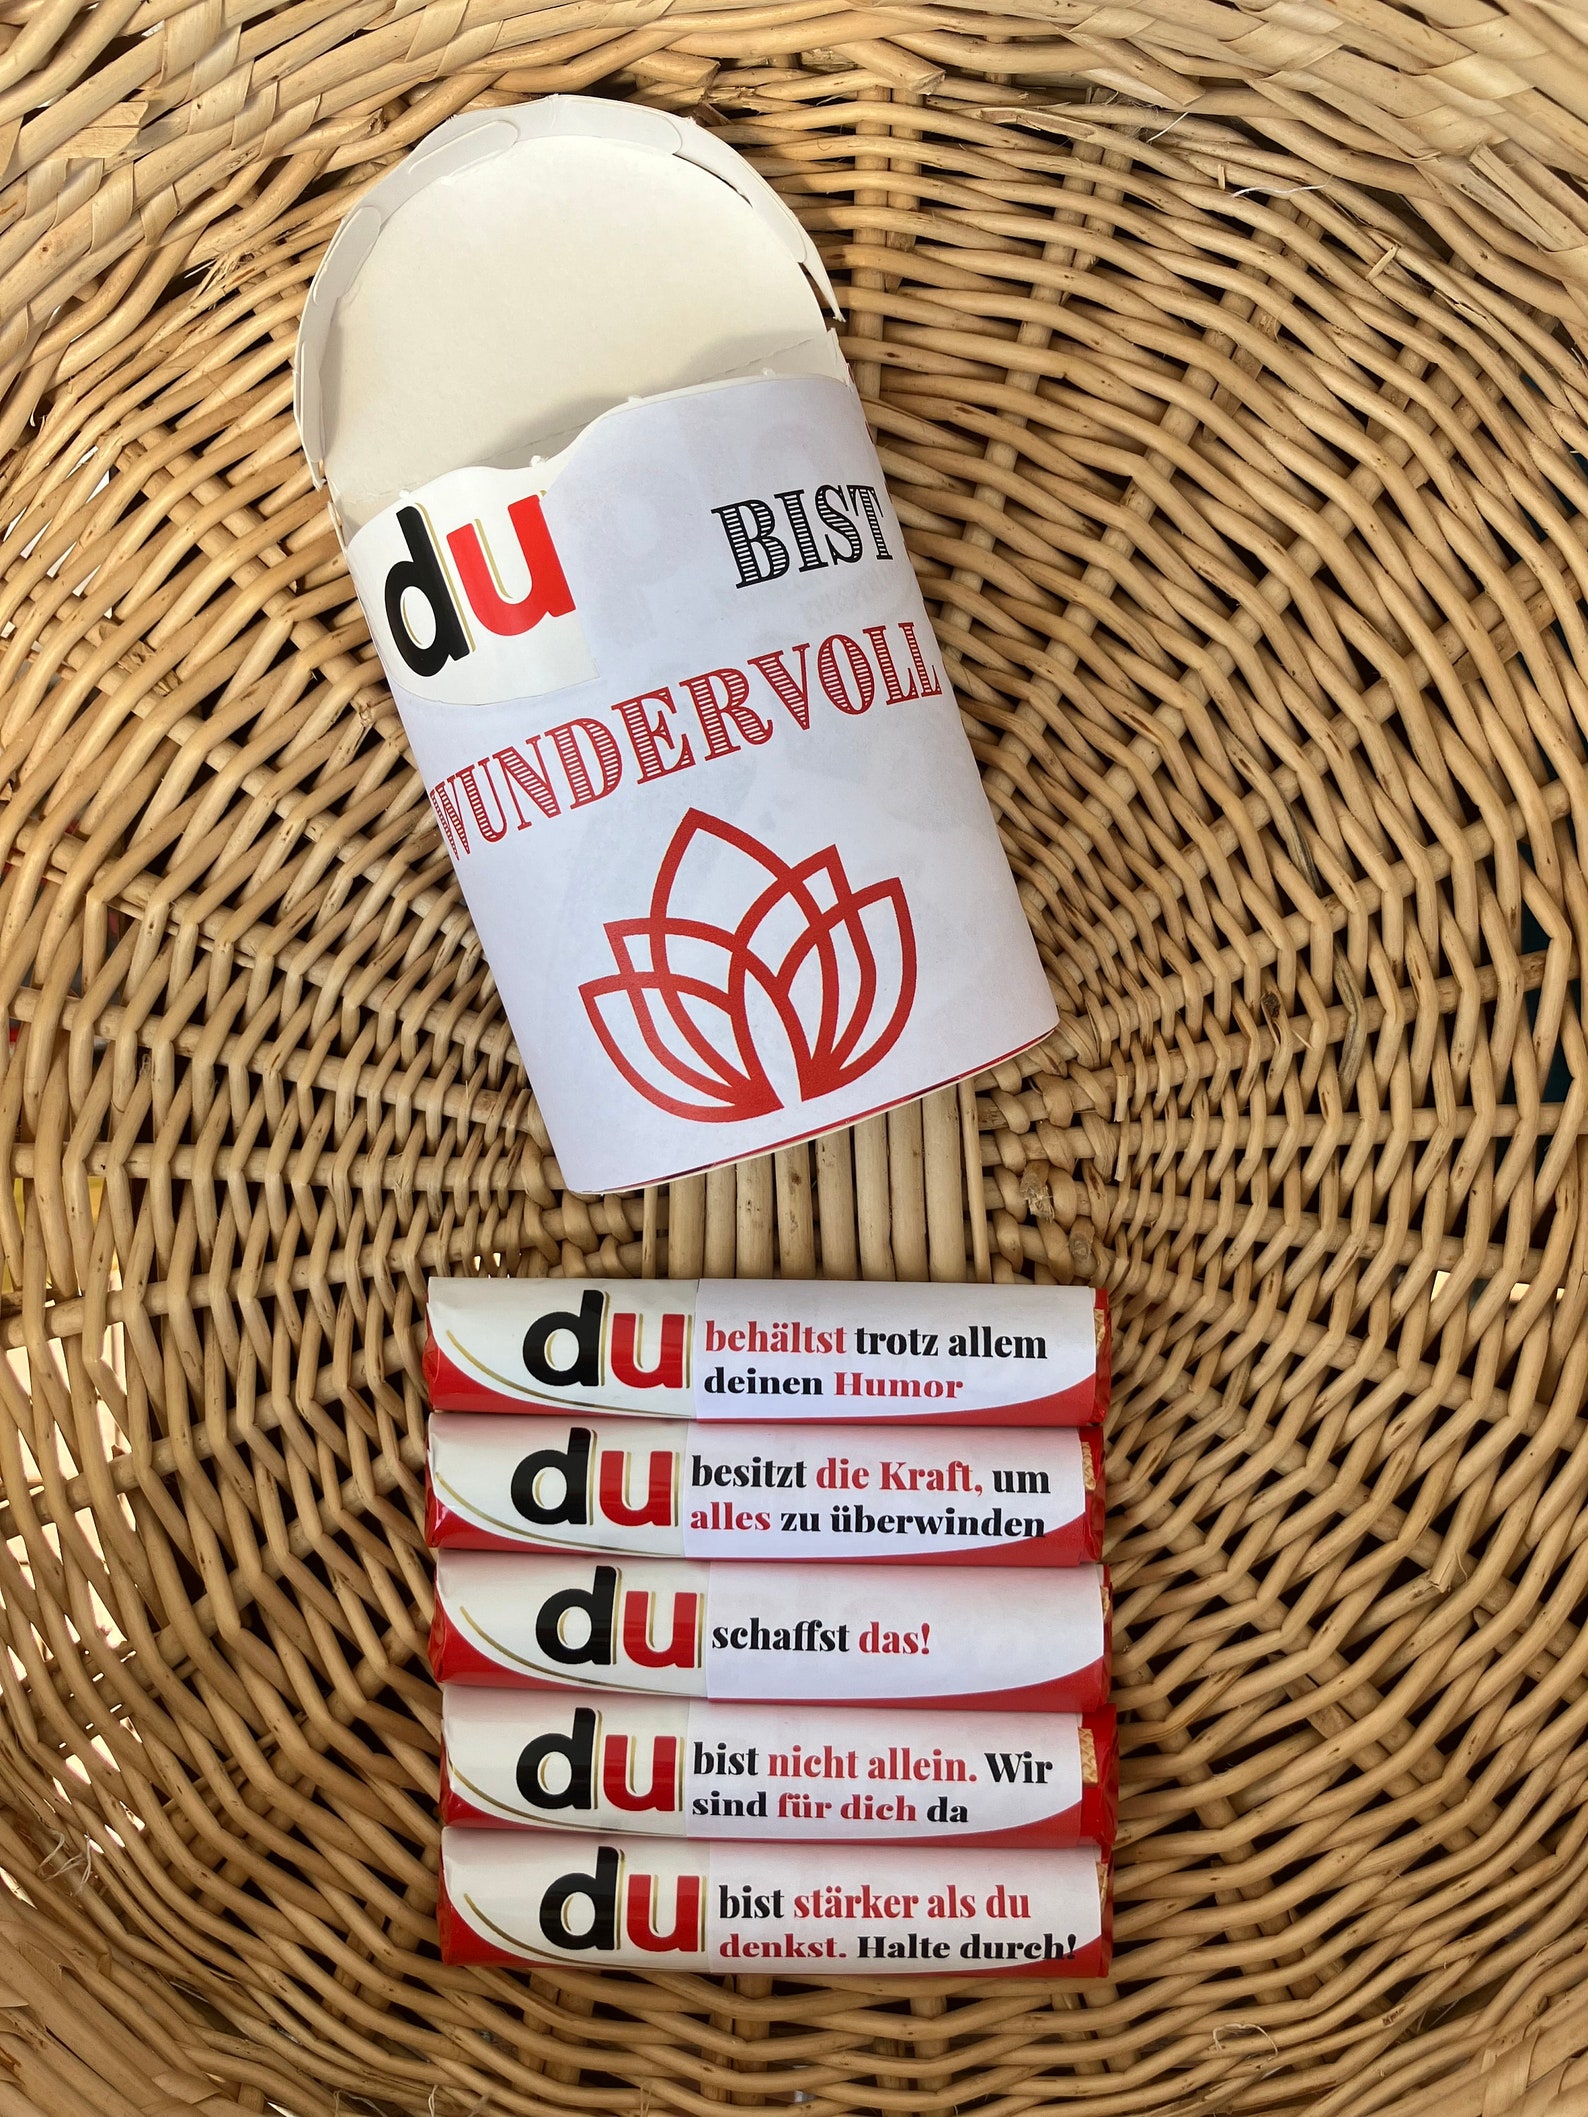 du BIST
WUNDERVOLL
du behältst trotz allem
deinen Humor
du besitzt die Kraft, um
alles zu überwinden
du schaffst das!
du bist nicht allein. Wir
sind für dich da
du bist stärker als du
denkst. Halte durch!